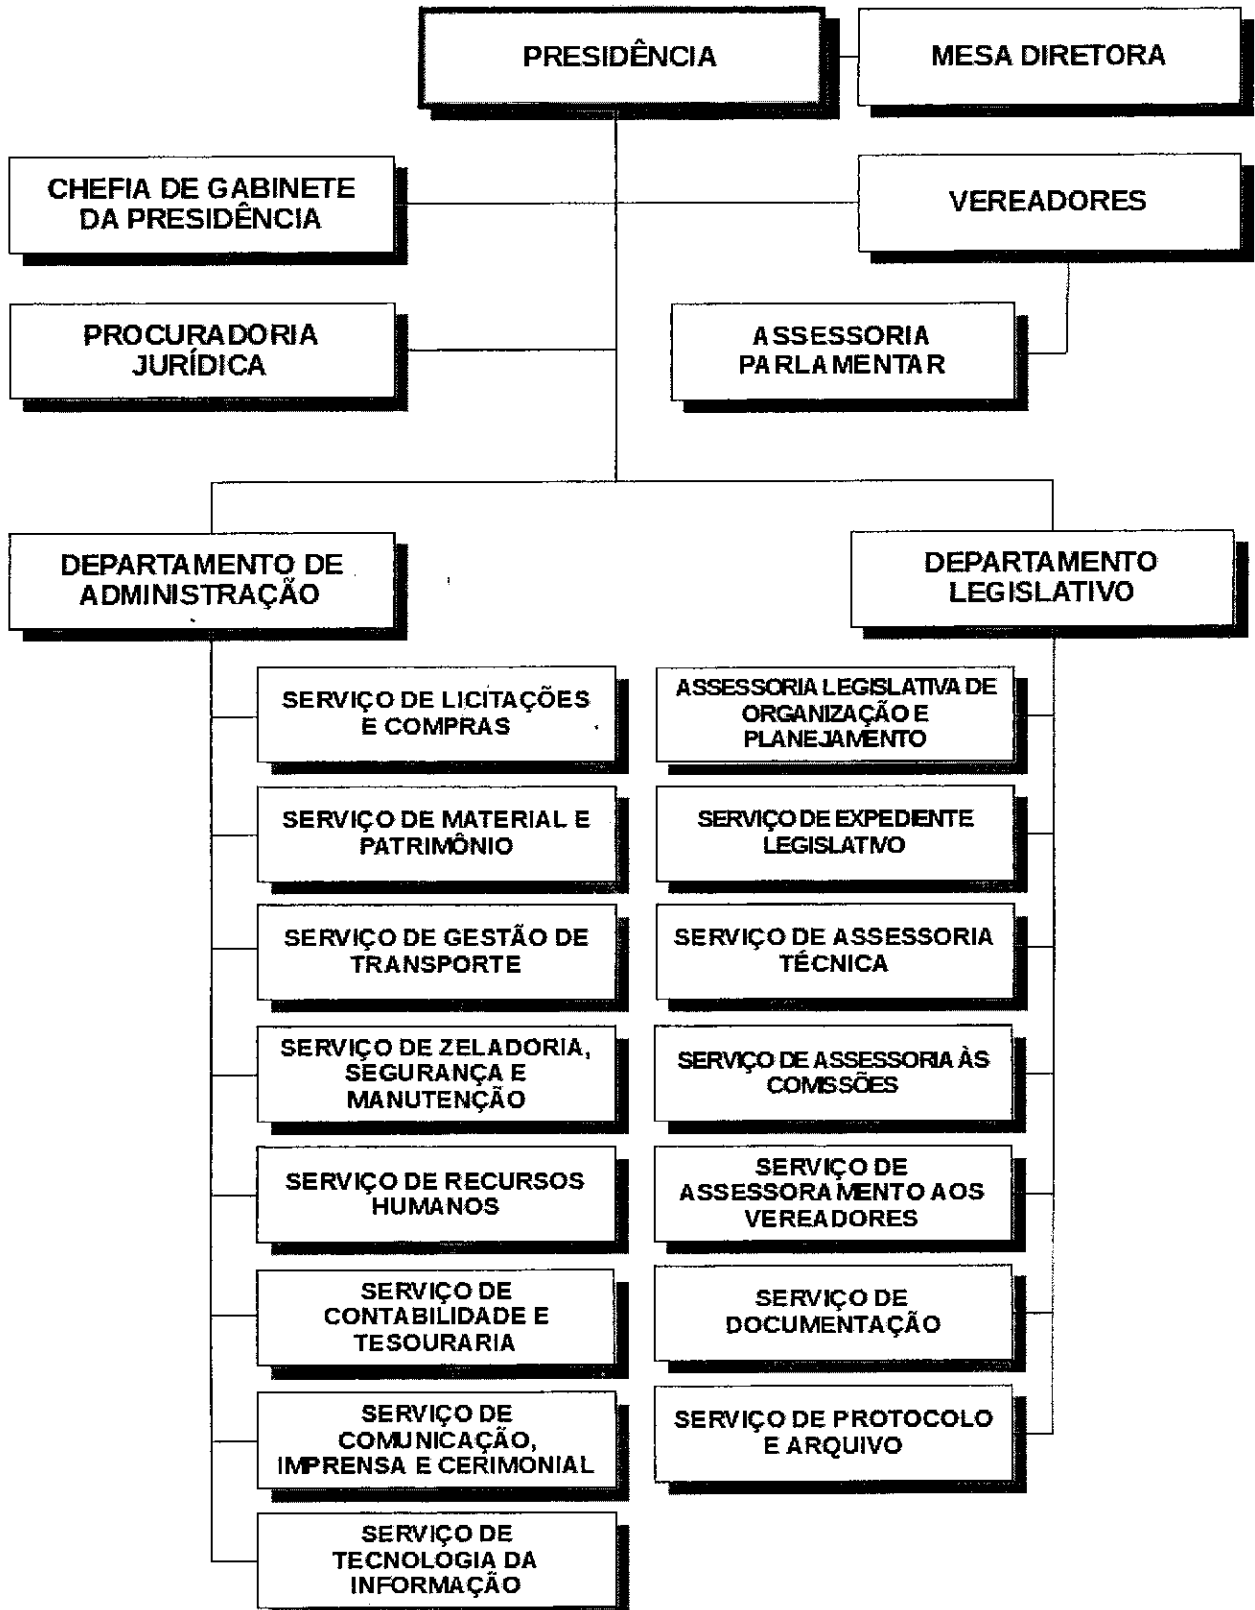 PRESIDÊNCIA
MESA DIRETORA
CHEFIA DE GABINETE
DA PRESIDÊNCIA
VEREADORES
PROCURADORIA
JURÍDICA
ASSESSORIA
PARLAMENTAR
DEPARTAMENTO DE
ADMINISTRAÇÃO
DEPARTAMENTO
LEGISLATIVO
SERVIÇO DE LICITAÇÕES
E COMPRAS
ASSESSORIA LEGISLATIVA DE
ORGANIZAÇÃO E
PLANEJAMENTO
SERVIÇO DE MATERIAL E
PATRIMÔNIO
SERVIÇO DE EXPEDIENTE
LEGISLATIVO
SERVIÇO DE GESTÃO DE
TRANSPORTE
SERVIÇO DE ASSESSORIA
TÉCNICA
SERVIÇO DE ZELADORIA,
SEGURANÇA E
MANUTENÇÃO
SERVIÇO DE ASSESSORIA ÀS
COMISSÕES
SERVIÇO DE RECURSOS
HUMANOS
SERVIÇO DE
ASSESSORAMENTO AOS
VEREADORES
SERVIÇO DE
CONTABILIDADE E
TESOURARIA
SERVIÇO DE
DOCUMENTAÇÃO
SERVIÇO DE
COMUNICAÇÃO,
IMPRENSA E CERIMONIAL
SERVIÇO DE PROTOCOLO
E ARQUIVO
SERVIÇO DE
TECNOLOGIA DA
INFORMAÇÃO